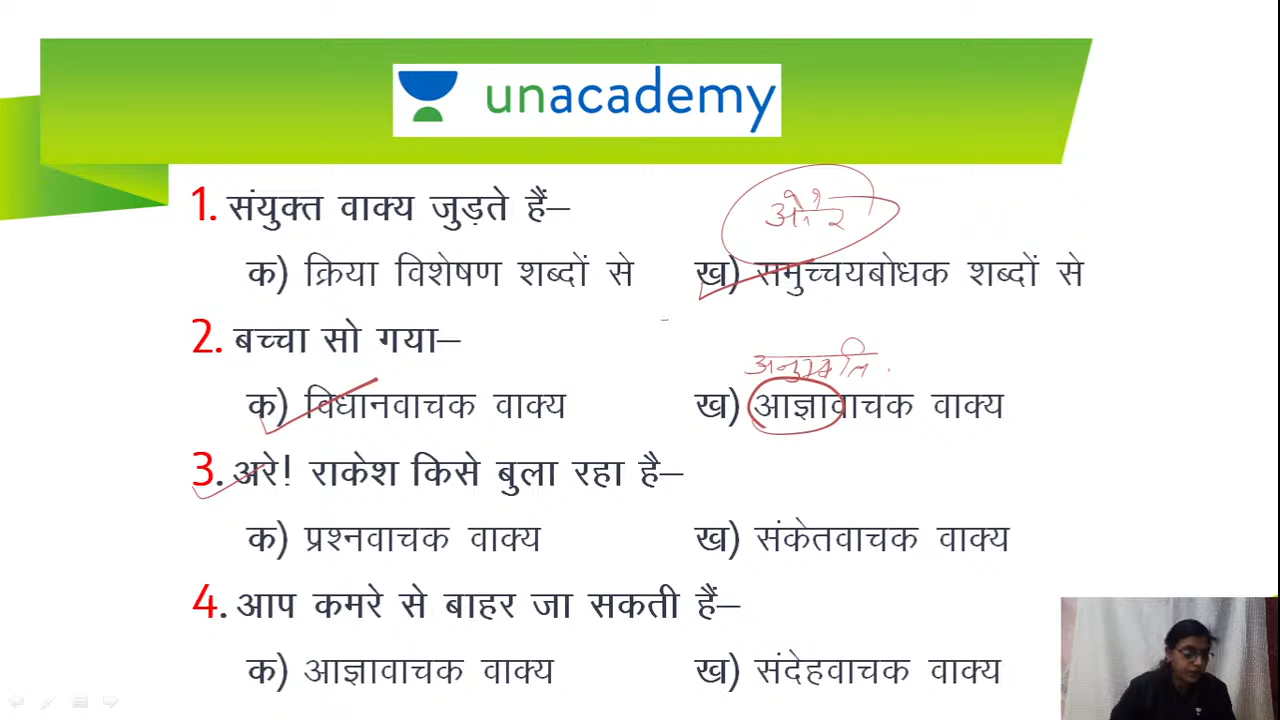 unacademy
1. संयुक्त वाक्य जुड़ते हैं–
और
क) क्रिया विशेषण शब्दों से ख) समुच्चयबोधक शब्दों से
2. बच्चा सो गया–
अनुमति
क) विधानवाचक वाक्य ख) आज्ञावाचक वाक्य
3. अरे! राकेश किसे बुला रहा है–
क) प्रश्नवाचक वाक्य ख) संकेतवाचक वाक्य
4. आप कमरे से बाहर जा सकती हैं–
क) आज्ञावाचक वाक्य ख) संदेहवाचक वाक्य